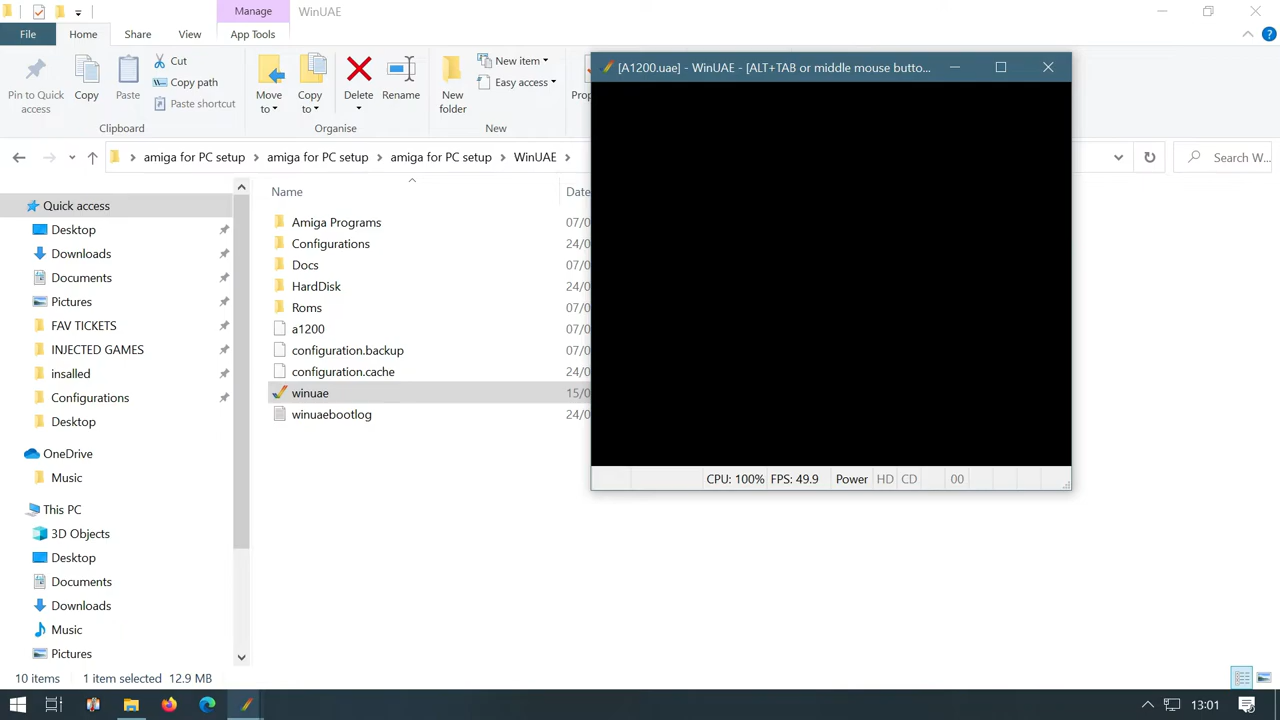 Manage
WinUAE
File
Home
Share
View
App Tools
Pin to Quick access
Copy
Paste
Cut
Copy path
Paste shortcut
Clipboard
Move to
Copy to
Delete
Rename
Organise
New folder
New item
Easy access
New
[A1200.uae] - WinUAE - [ALT+TAB or middle mouse butto...
amiga for PC setup
amiga for PC setup
amiga for PC setup
WinUAE
Search W...
Quick access
Desktop
Downloads
Documents
Pictures
FAV TICKETS
INJECTED GAMES
insalled
Configurations
Desktop
OneDrive
Music
This PC
3D Objects
Desktop
Documents
Downloads
Music
Pictures
Name
Amiga Programs 07/0
Configurations 24/0
Docs 07/0
HardDisk 24/0
Roms 07/0
a1200 07/0
configuration.backup 07/0
configuration.cache 24/0
winuae 15/0
winuaebootlog 24/0
CPU: 100% FPS: 49.9 Power HD CD 00
10 items 1 item selected 12.9 MB
13:01